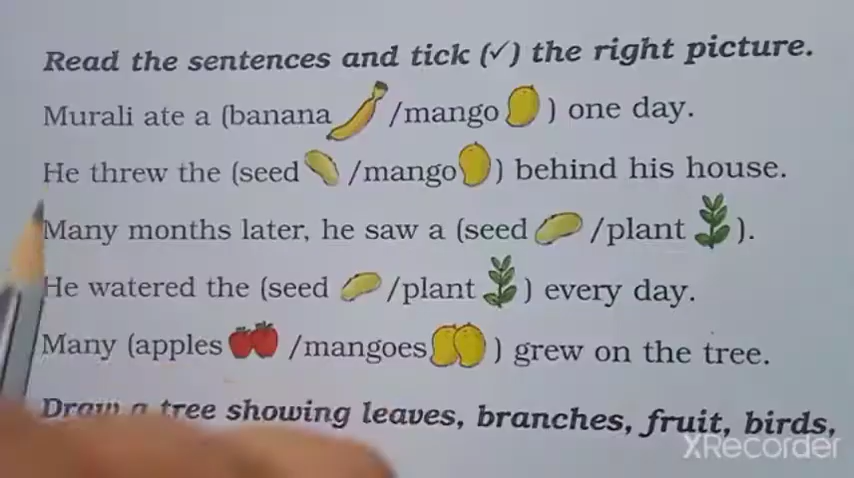 Read the sentences and tick (✓) the right picture.
Murali ate a (banana /mango ) one day.
He threw the (seed /mango ) behind his house.
Many months later, he saw a (seed /plant ).
He watered the (seed /plant ) every day.
Many (apples /mangoes ) grew on the tree.
Draw a tree showing leaves, branches, fruit, birds,
XRecorder